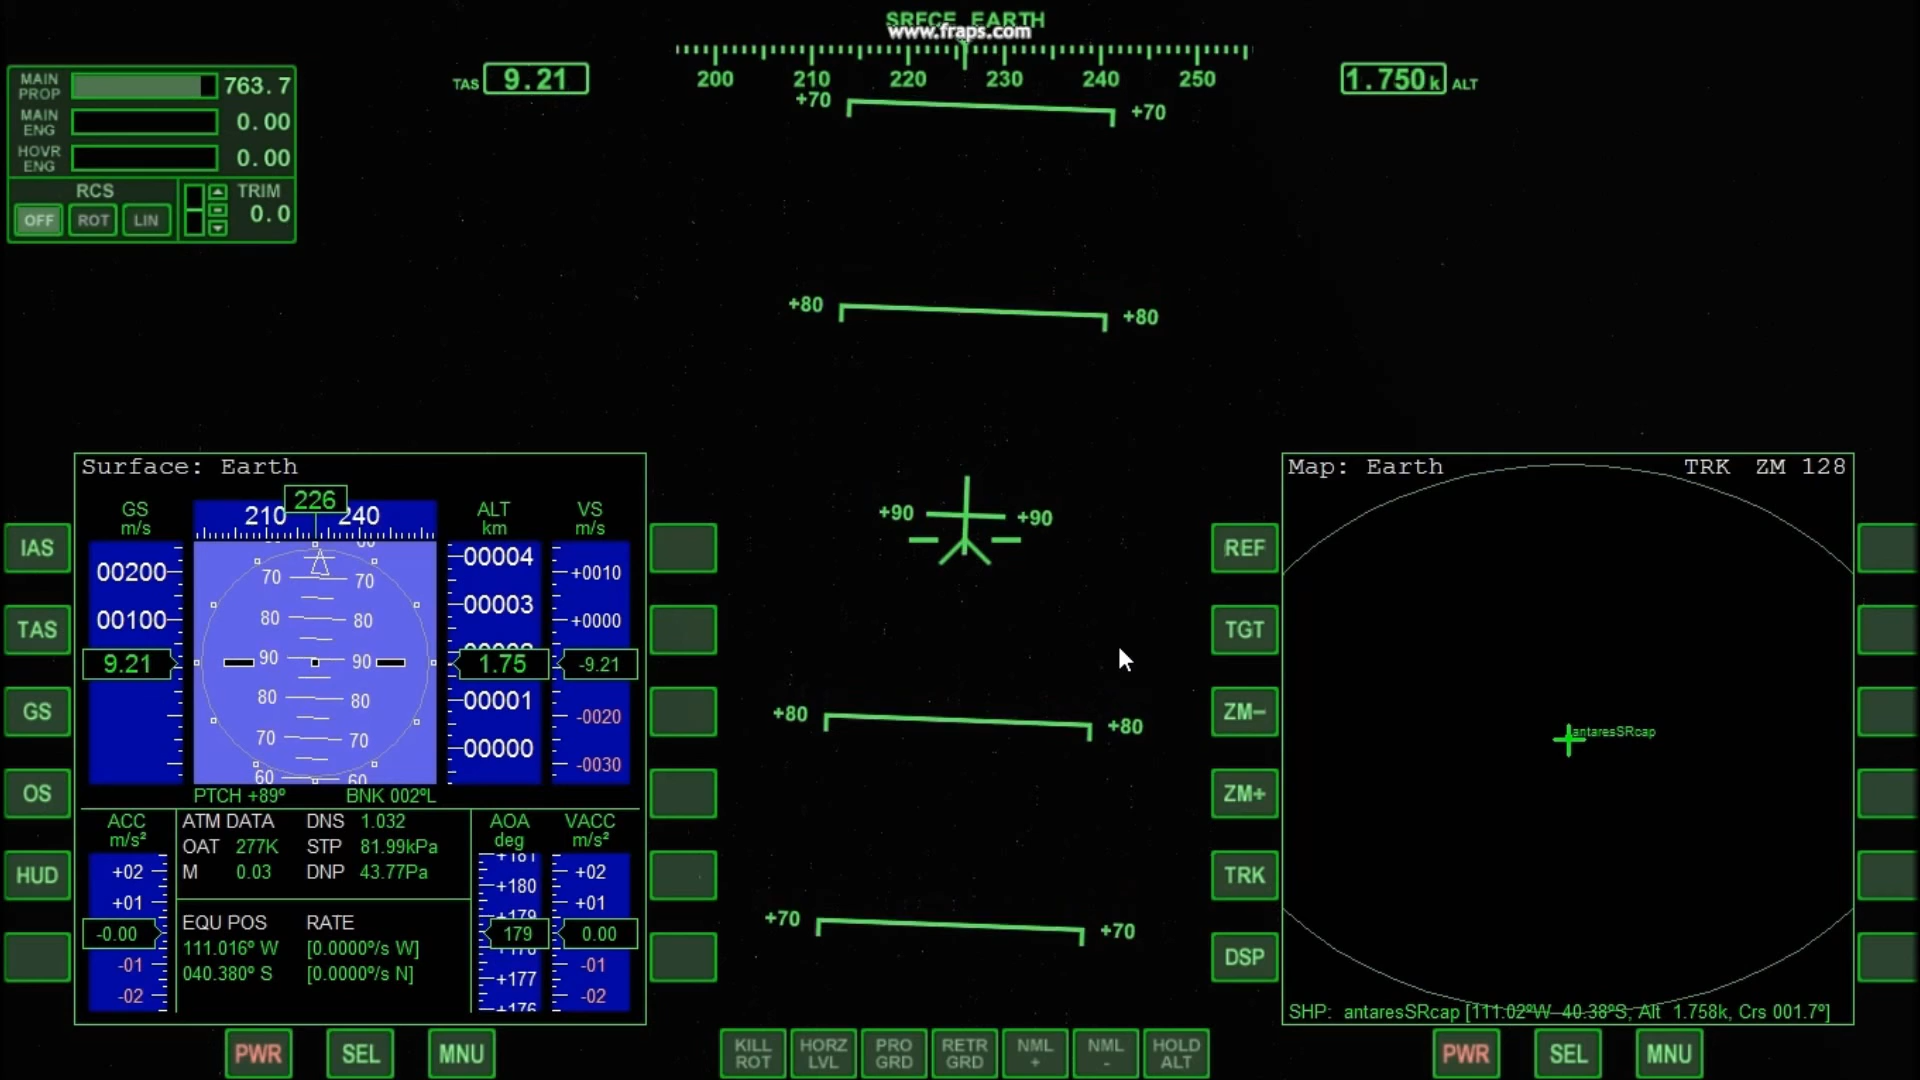 SRFCE EARTH
www.fraps.com
MAIN PROP 763.7
MAIN ENG 0.00
HOVR ENG 0.00
RCS TRIM
OFF ROT LIN 0.0
TAS 9.21
200 210 220 230 240 250
1.750k ALT
+70 +70
+80 +80
+90 +90
+80 +80
+70 +70
Surface: Earth
GS m/s
226
210 240
ALT km
VS m/s
00200
00100
9.21
70 70
80 80
90 90
80 80
70 70
60 60
00004
00003
1.75
00001
00000
+0010
+0000
-9.21
-0020
-0030
PTCH +89° BNK 002°L
ACC m/s²
+02
+01
-0.00
-01
-02
ATM DATA DNS 1.032
OAT 277K STP 81.99kPa
M 0.03 DNP 43.77Pa
EQU POS RATE
111.016° W [0.0000°/s W]
040.380° S [0.0000°/s N]
AOA deg
+181
+180
+179
179
+177
+176
VACC m/s²
+02
+01
0.00
-01
-02
IAS
TAS
GS
OS
HUD
PWR SEL MNU
KILL ROT
HORZ LVL
PRO GRD
RETR GRD
NML +
NML -
HOLD ALT
REF
TGT
ZM-
ZM+
TRK
DSP
Map: Earth TRK ZM 128
antaresSRcap
SHP: antaresSRcap [111.02°W 40.38°S, Alt 1.758k, Crs 001.7°]
PWR SEL MNU